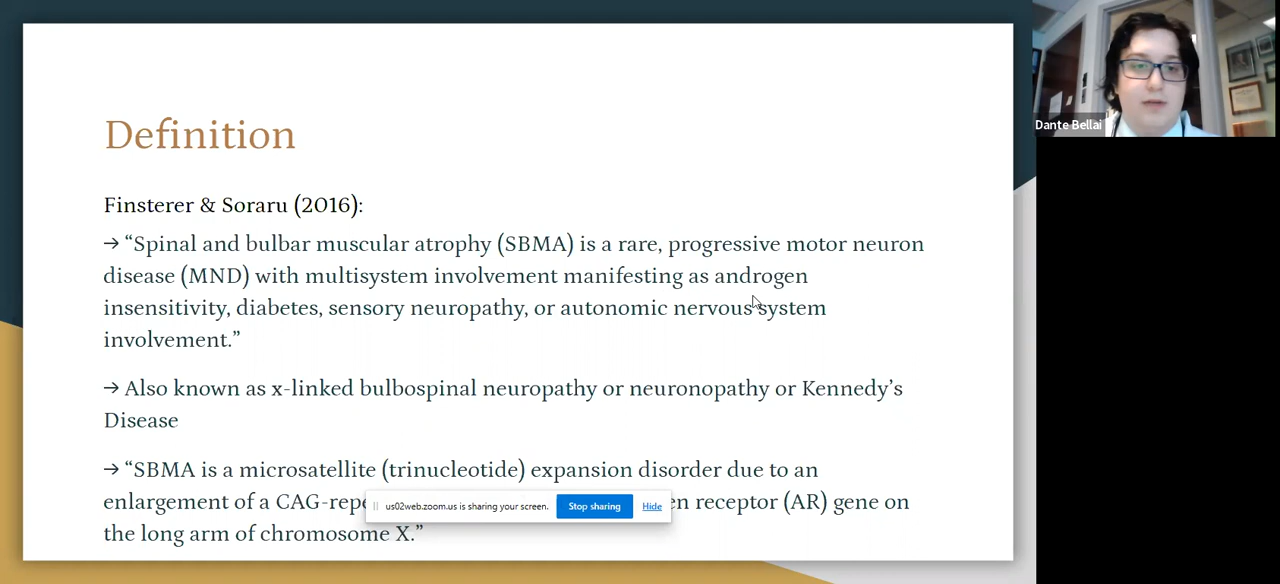 Definition
Finsterer & Soraru (2016):
→ “Spinal and bulbar muscular atrophy (SBMA) is a rare, progressive motor neuron
disease (MND) with multisystem involvement manifesting as androgen
insensitivity, diabetes, sensory neuropathy, or autonomic nervous system
involvement.”
→ Also known as x-linked bulbospinal neuropathy or neuronopathy or Kennedy’s
Disease
→ “SBMA is a microsatellite (trinucleotide) expansion disorder due to an
enlargement of a CAG-repe en receptor (AR) gene on
the long arm of chromosome X.”
us02web.zoom.us is sharing your screen. Stop sharing Hide
Dante Bellai